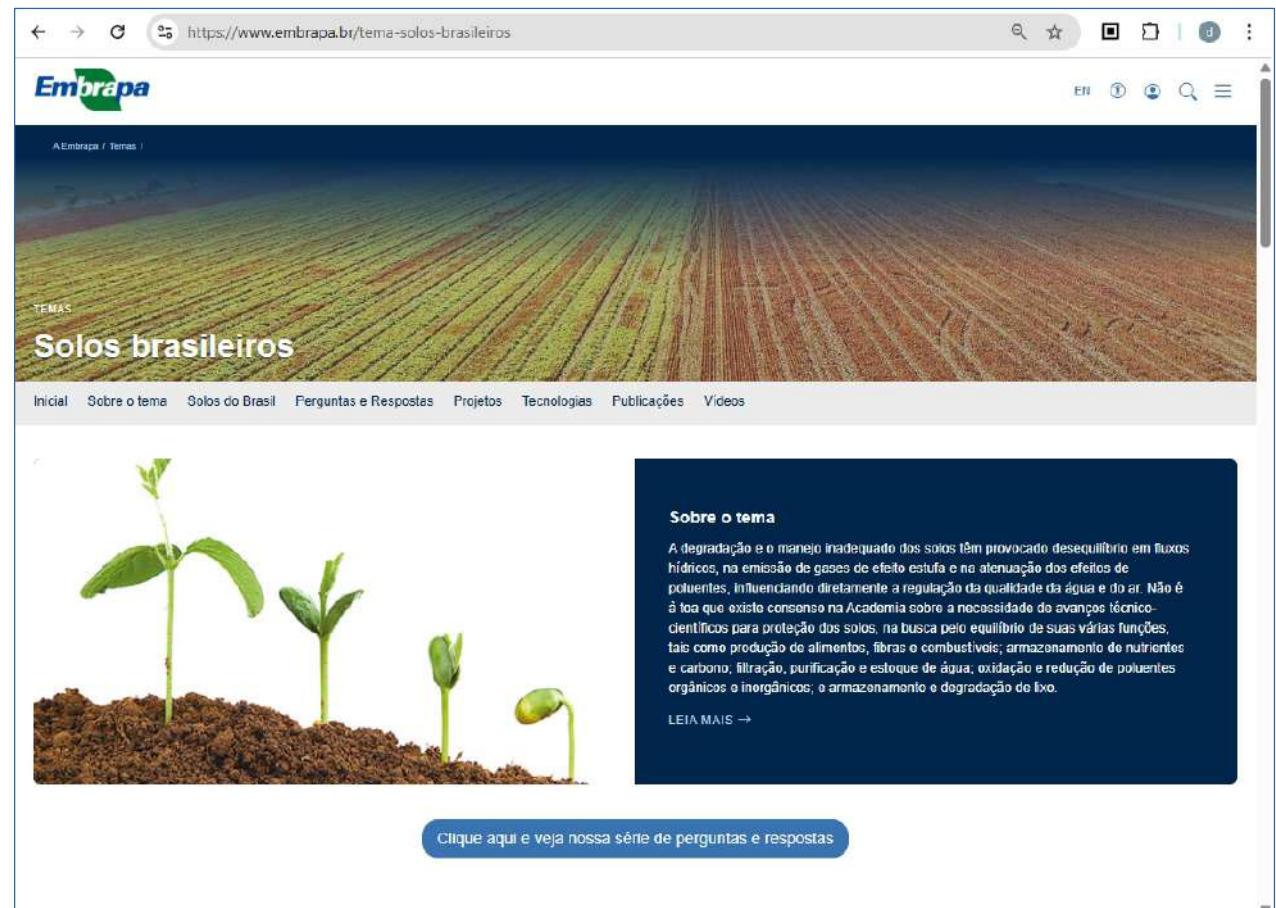 https://www.embrapa.br/tema-solos-brasileiros
d
Embrapa
EN
A Embrapa / Temas /
TEMAS
Solos brasileiros
Inicial Sobre o tema Solos do Brasil Perguntas e Respostas Projetos Tecnologias Publicações Vídeos
Sobre o tema
A degradação e o manejo inadequado dos solos têm provocado desequilíbrio em fluxos
hídricos, na emissão de gases de efeito estufa e na atenuação dos efeitos de
poluentes, influenciando diretamente a regulação da qualidade da água e do ar. Não é
à toa que existe consenso na Academia sobre a necessidade de avanços técnico-
científicos para proteção dos solos, na busca pelo equilíbrio de suas várias funções,
tais como produção de alimentos, fibras e combustíveis; armazenamento de nutrientes
e carbono; filtração, purificação e estoque de água; oxidação e redução de poluentes
orgânicos e inorgânicos; e armazenamento e degradação de lixo.
LEIA MAIS →
Clique aqui e veja nossa série de perguntas e respostas